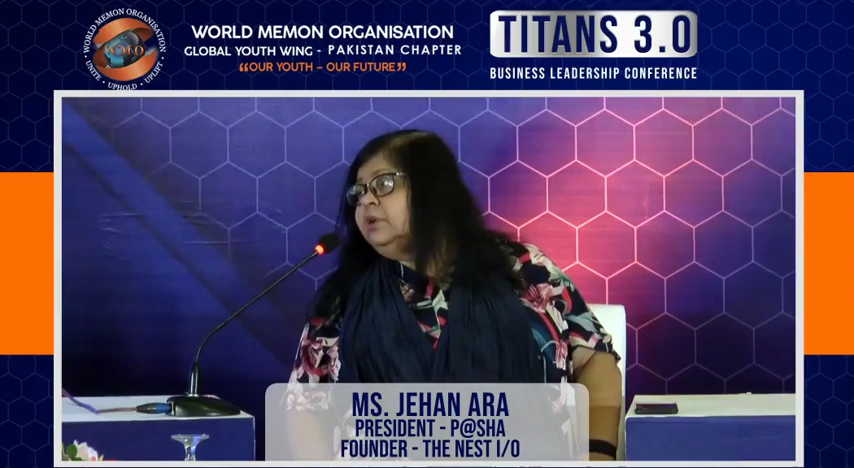 WORLD MEMON ORGANISATION
WMO
UNITE · UPHOLD · UPLIFT
WORLD MEMON ORGANISATION
GLOBAL YOUTH WING - PAKISTAN CHAPTER
“OUR YOUTH – OUR FUTURE”
TITANS 3.0
BUSINESS LEADERSHIP CONFERENCE
MS. JEHAN ARA
PRESIDENT - P@SHA
FOUNDER - THE NEST I/O